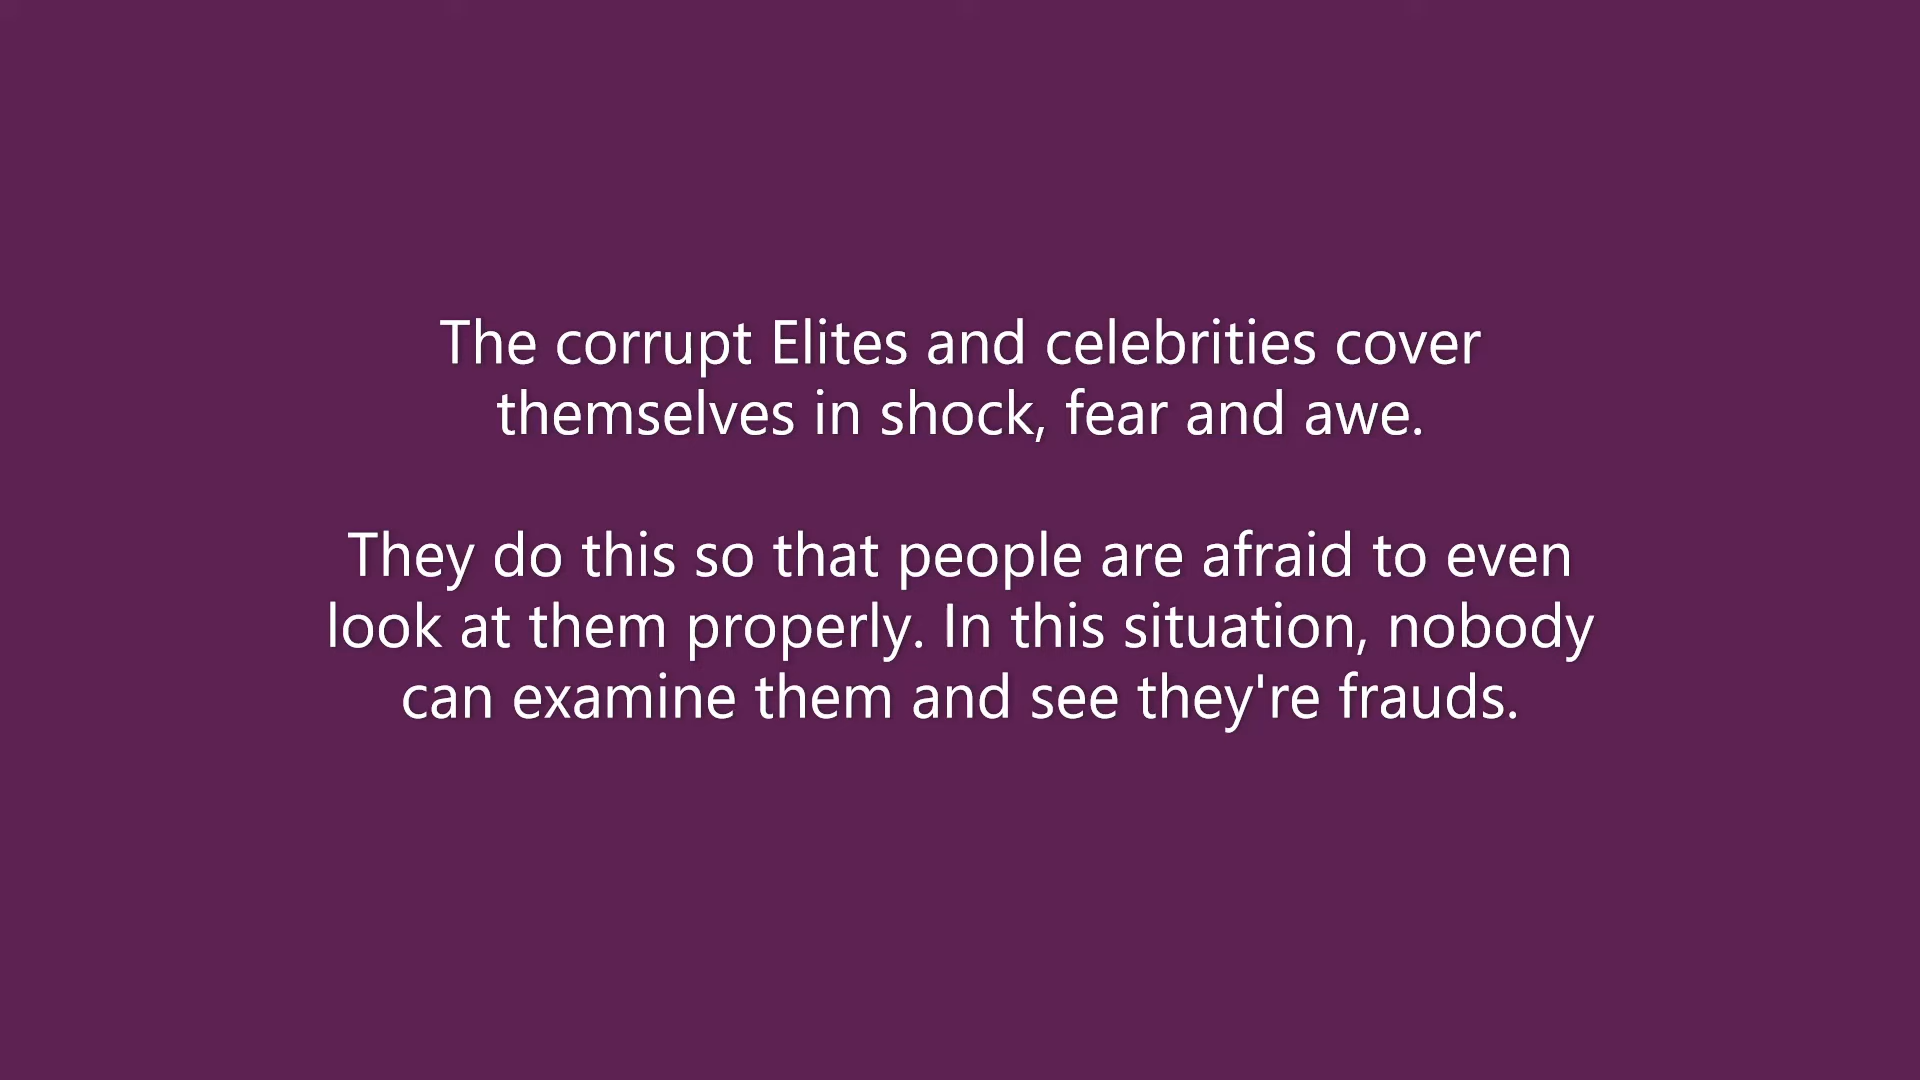 The corrupt Elites and celebrities cover
themselves in shock, fear and awe.
They do this so that people are afraid to even
look at them properly. In this situation, nobody
can examine them and see they're frauds.